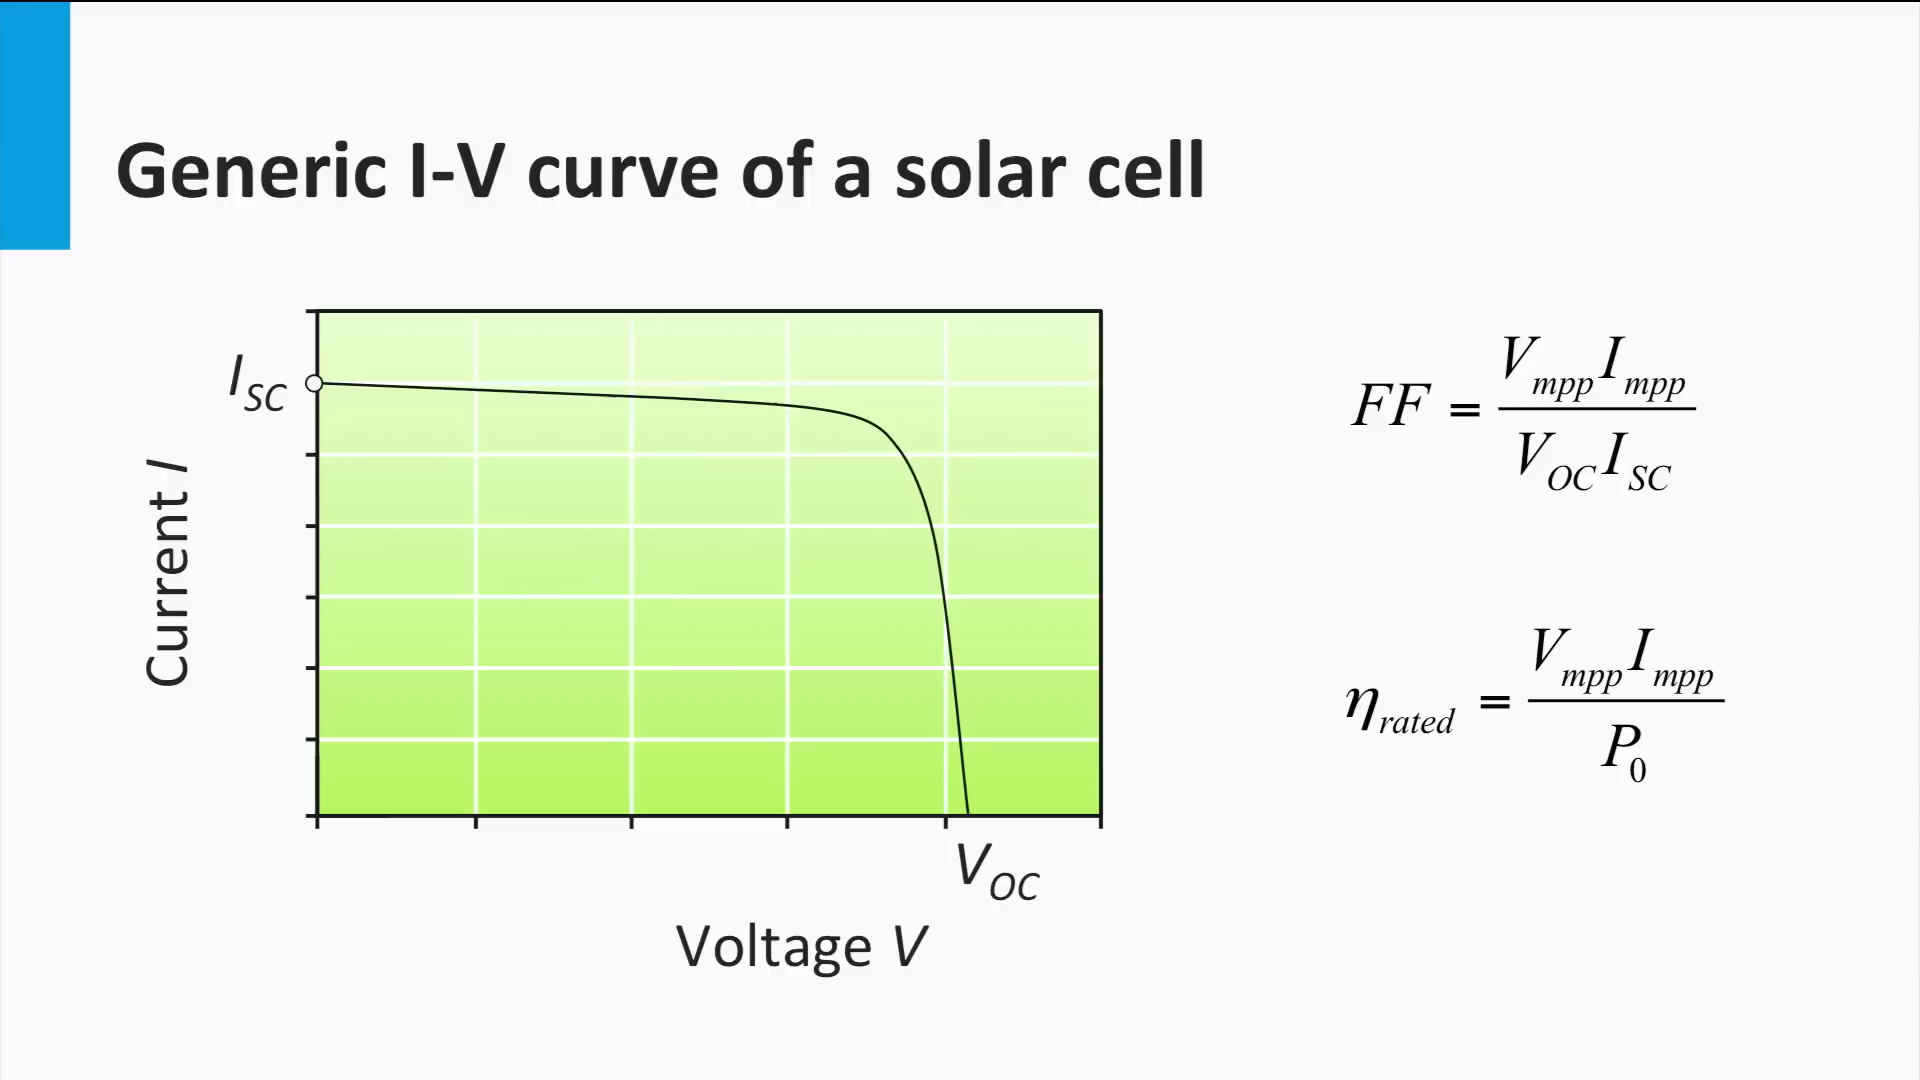 Generic I-V curve of a solar cell
I_SC
Current I
V_OC
Voltage V
FF = V_mpp I_mpp / V_OC I_SC
η_rated = V_mpp I_mpp / P_0